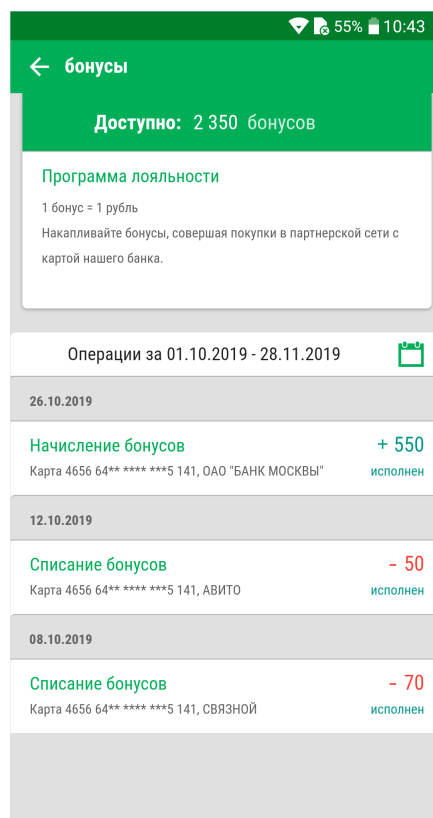 55% 10:43
бонусы
Доступно: 2 350 бонусов
Программа лояльности
1 бонус = 1 рубль
Накапливайте бонусы, совершая покупки в партнерской сети с
картой нашего банка.
Операции за 01.10.2019 - 28.11.2019
26.10.2019
Начисление бонусов + 550
Карта 4656 64** **** ***5 141, ОАО "БАНК МОСКВЫ" исполнен
12.10.2019
Списание бонусов - 50
Карта 4656 64** **** ***5 141, АВИТО исполнен
08.10.2019
Списание бонусов - 70
Карта 4656 64** **** ***5 141, СВЯЗНОЙ исполнен